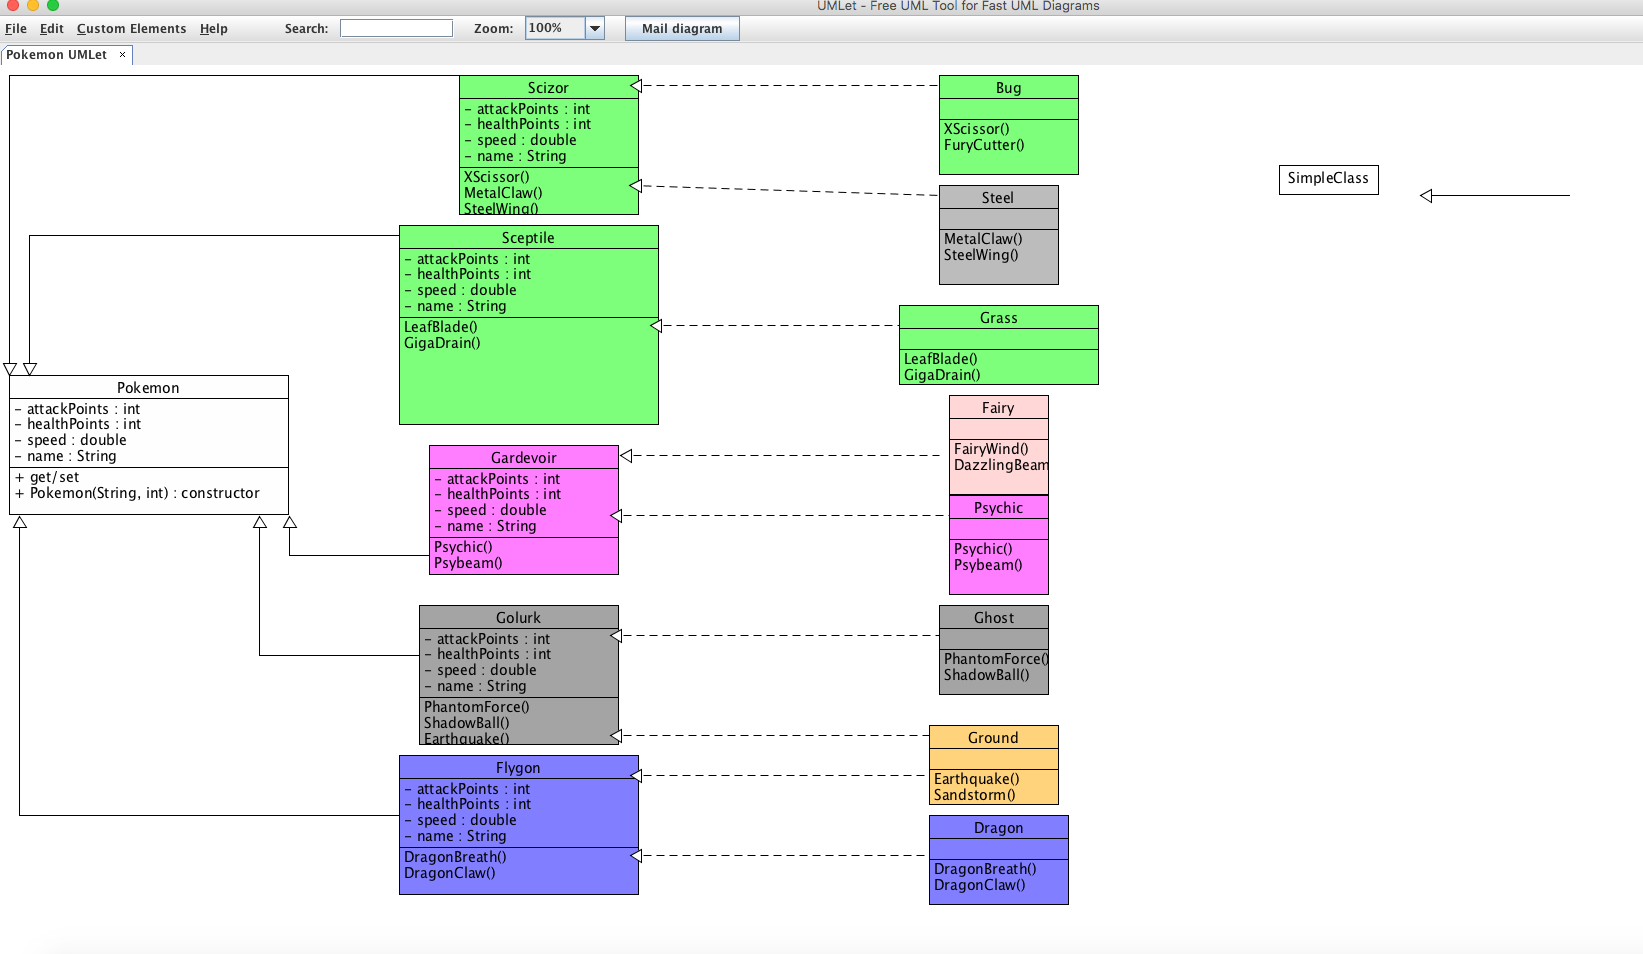 UMLet - Free UML Tool for Fast UML Diagrams
File Edit Custom Elements Help Search: Zoom: 100% Mail diagram
Pokemon UMLet ×
Scizor
- attackPoints : int
- healthPoints : int
- speed : double
- name : String
XScissor()
MetalClaw()
SteelWing()
Bug
XScissor()
FuryCutter()
Steel
MetalClaw()
SteelWing()
SimpleClass
Sceptile
- attackPoints : int
- healthPoints : int
- speed : double
- name : String
LeafBlade()
GigaDrain()
Grass
LeafBlade()
GigaDrain()
Pokemon
- attackPoints : int
- healthPoints : int
- speed : double
- name : String
+ get/set
+ Pokemon(String, int) : constructor
Fairy
FairyWind()
DazzlingBeam
Gardevoir
- attackPoints : int
- healthPoints : int
- speed : double
- name : String
Psychic()
Psybeam()
Psychic
Psychic()
Psybeam()
Golurk
- attackPoints : int
- healthPoints : int
- speed : double
- name : String
PhantomForce()
ShadowBall()
Earthquake()
Ghost
PhantomForce()
ShadowBall()
Ground
Earthquake()
Sandstorm()
Flygon
- attackPoints : int
- healthPoints : int
- speed : double
- name : String
DragonBreath()
DragonClaw()
Dragon
DragonBreath()
DragonClaw()